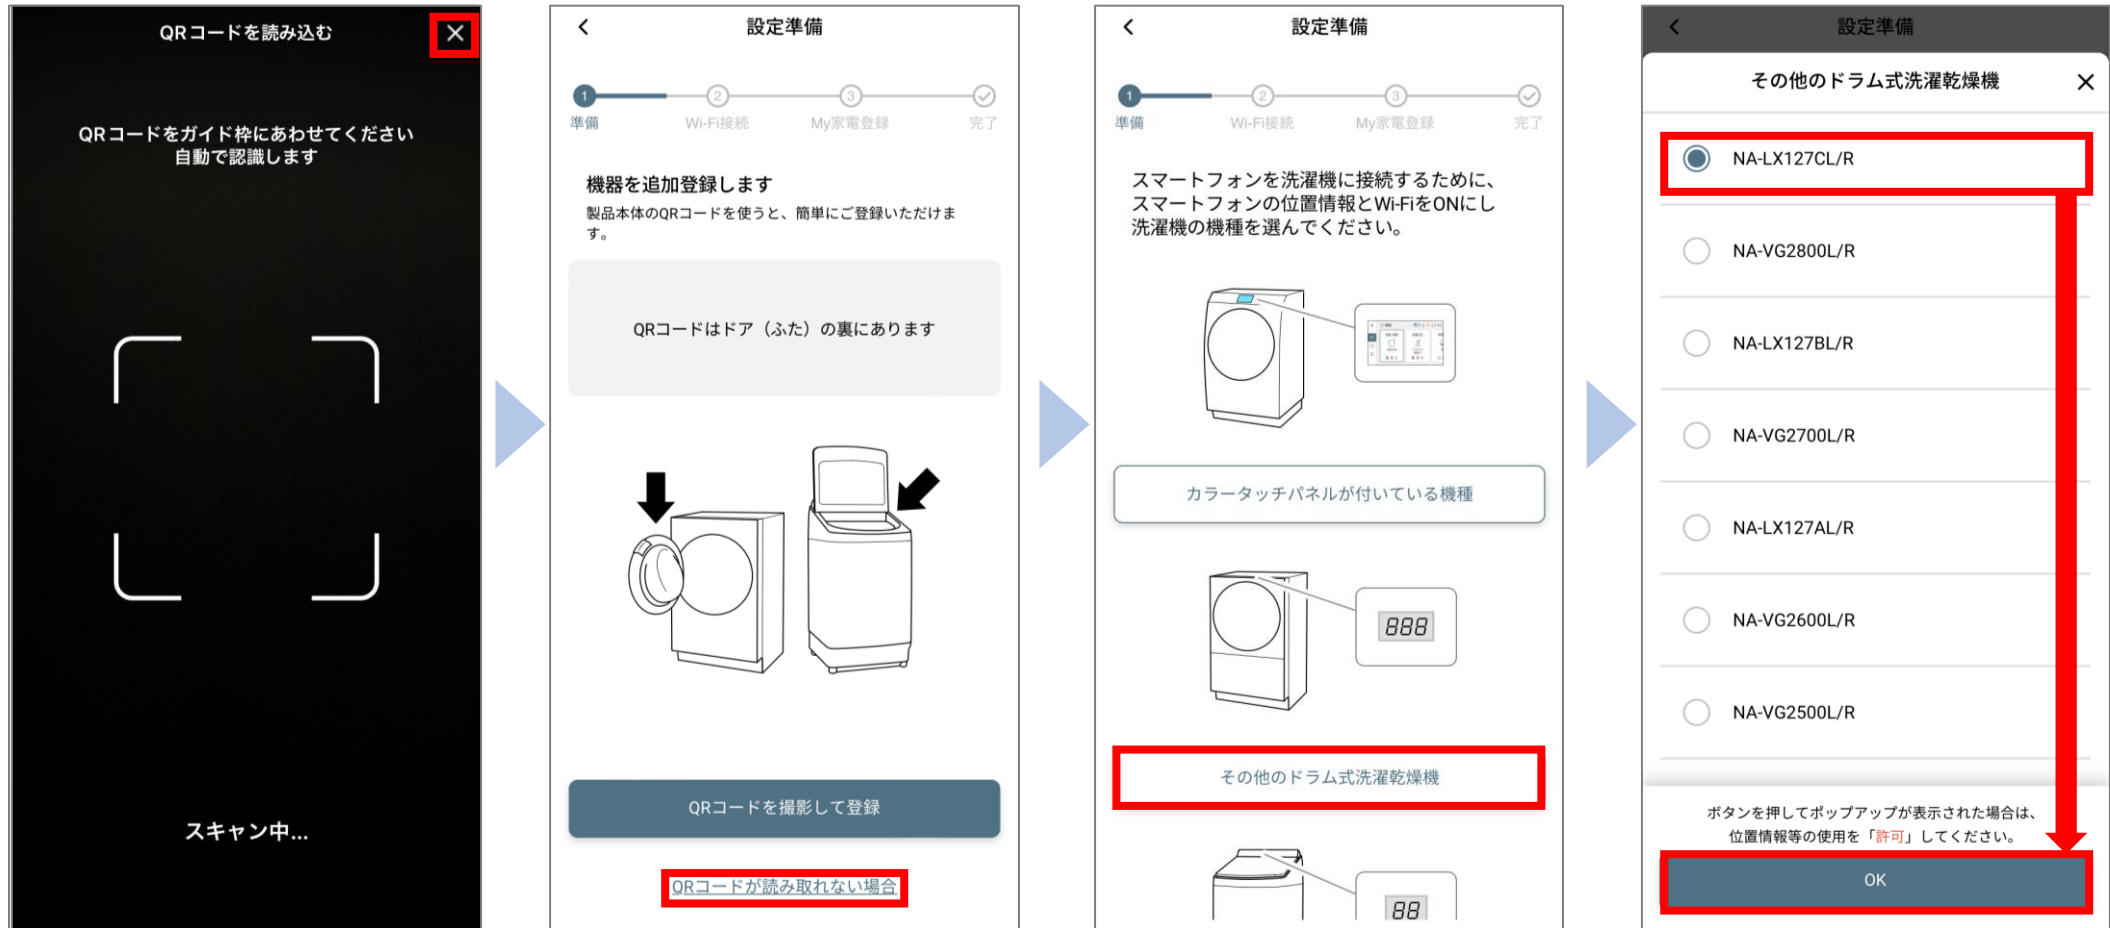 QRコードを読み込む
QRコードをガイド枠にあわせてください
自動で認識します
スキャン中...
設定準備
1
2
3
準備
Wi-Fi接続
My家電登録
完了
機器を追加登録します
製品本体のQRコードを使うと、簡単にご登録いただけま
す。
QRコードはドア（ふた）の裏にあります
QRコードを撮影して登録
QRコードが読み取れない場合
設定準備
1
2
3
準備
Wi-Fi接続
My家電登録
完了
スマートフォンを洗濯機に接続するために、
スマートフォンの位置情報とWi-FiをONにし
洗濯機の機種を選んでください。
カラータッチパネルが付いている機種
888
その他のドラム式洗濯乾燥機
88
設定準備
その他のドラム式洗濯乾燥機
NA-LX127CL/R
NA-VG2800L/R
NA-LX127BL/R
NA-VG2700L/R
NA-LX127AL/R
NA-VG2600L/R
NA-VG2500L/R
ボタンを押してポップアップが表示された場合は、
位置情報等の使用を「許可」してください。
OK